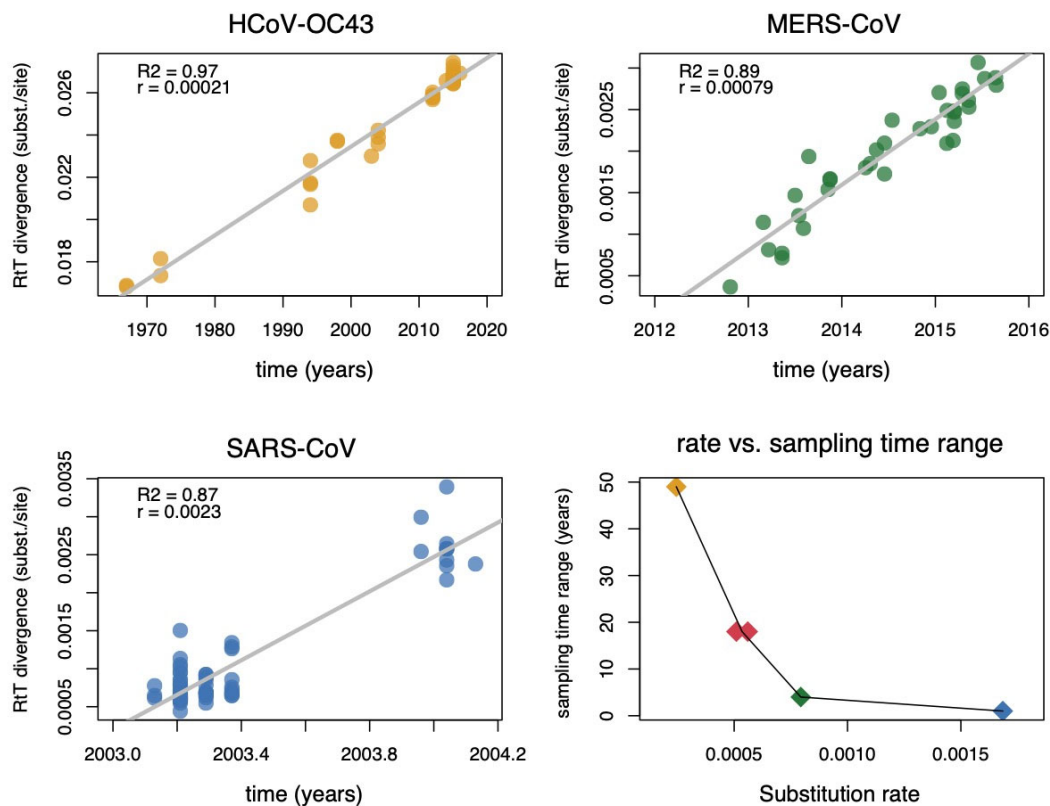 HCoV-OC43
R2 = 0.97
r = 0.00021
RtT divergence (subst./site)
0.026
0.022
0.018
1970 1980 1990 2000 2010 2020
time (years)
MERS-CoV
R2 = 0.89
r = 0.00079
RtT divergence (subst./site)
0.0025
0.0015
0.0005
2012 2013 2014 2015 2016
time (years)
SARS-CoV
R2 = 0.87
r = 0.0023
RtT divergence (subst./site)
0.0035
0.0025
0.0015
0.0005
2003.0 2003.4 2003.8 2004.2
time (years)
rate vs. sampling time range
sampling time range (years)
50
40
30
20
10
0
0.0005 0.0010 0.0015
Substitution rate